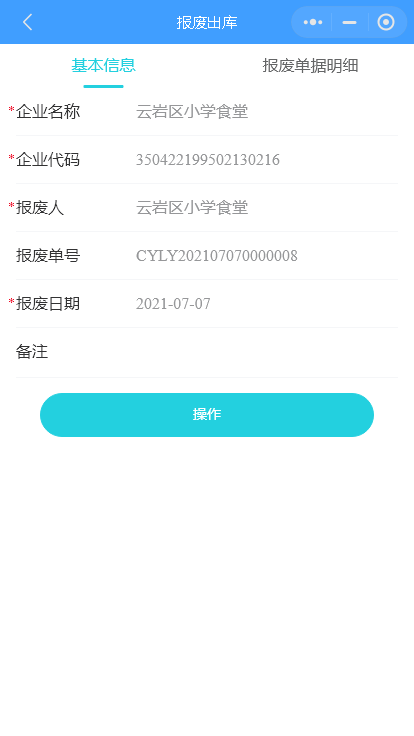 报废出库
基本信息 报废单据明细
*企业名称 云岩区小学食堂
*企业代码 350422199502130216
*报废人 云岩区小学食堂
报废单号 CYLY202107070000008
*报废日期 2021-07-07
备注
操作